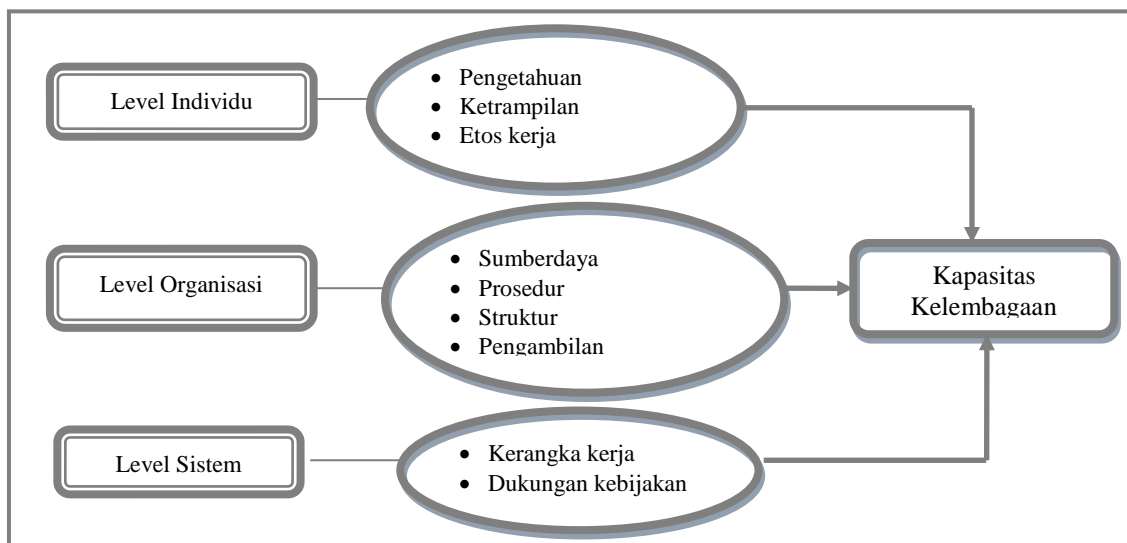 Level Individu
• Pengetahuan
• Ketrampilan
• Etos kerja
Level Organisasi
• Sumberdaya
• Prosedur
• Struktur
• Pengambilan
Kapasitas
Kelembagaan
Level Sistem
• Kerangka kerja
• Dukungan kebijakan